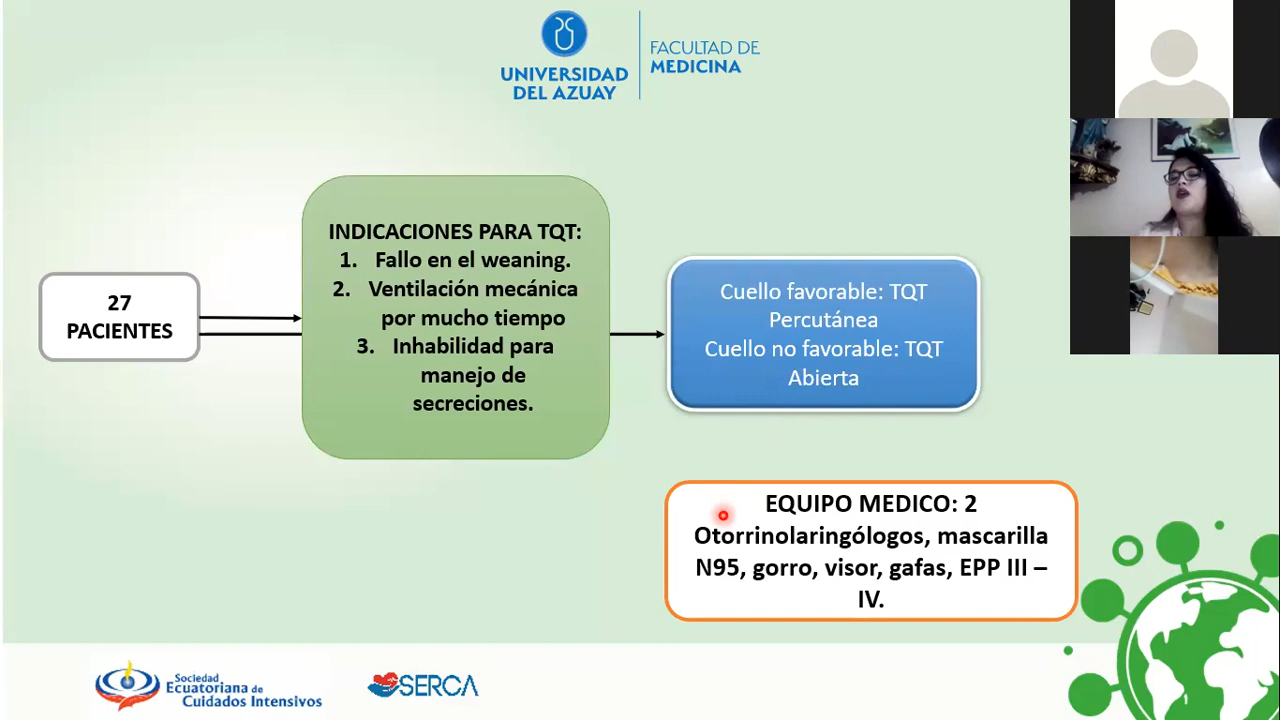 UNIVERSIDAD
DEL AZUAY
FACULTAD DE
MEDICINA
27
PACIENTES
INDICACIONES PARA TQT:
1. Fallo en el weaning.
2. Ventilación mecánica
por mucho tiempo
3. Inhabilidad para
manejo de
secreciones.
Cuello favorable: TQT
Percutánea
Cuello no favorable: TQT
Abierta
EQUIPO MEDICO: 2
Otorrinolaringólogos, mascarilla
N95, gorro, visor, gafas, EPP III –
IV.
Sociedad
Ecuatoriana de
Cuidados Intensivos
SERCA